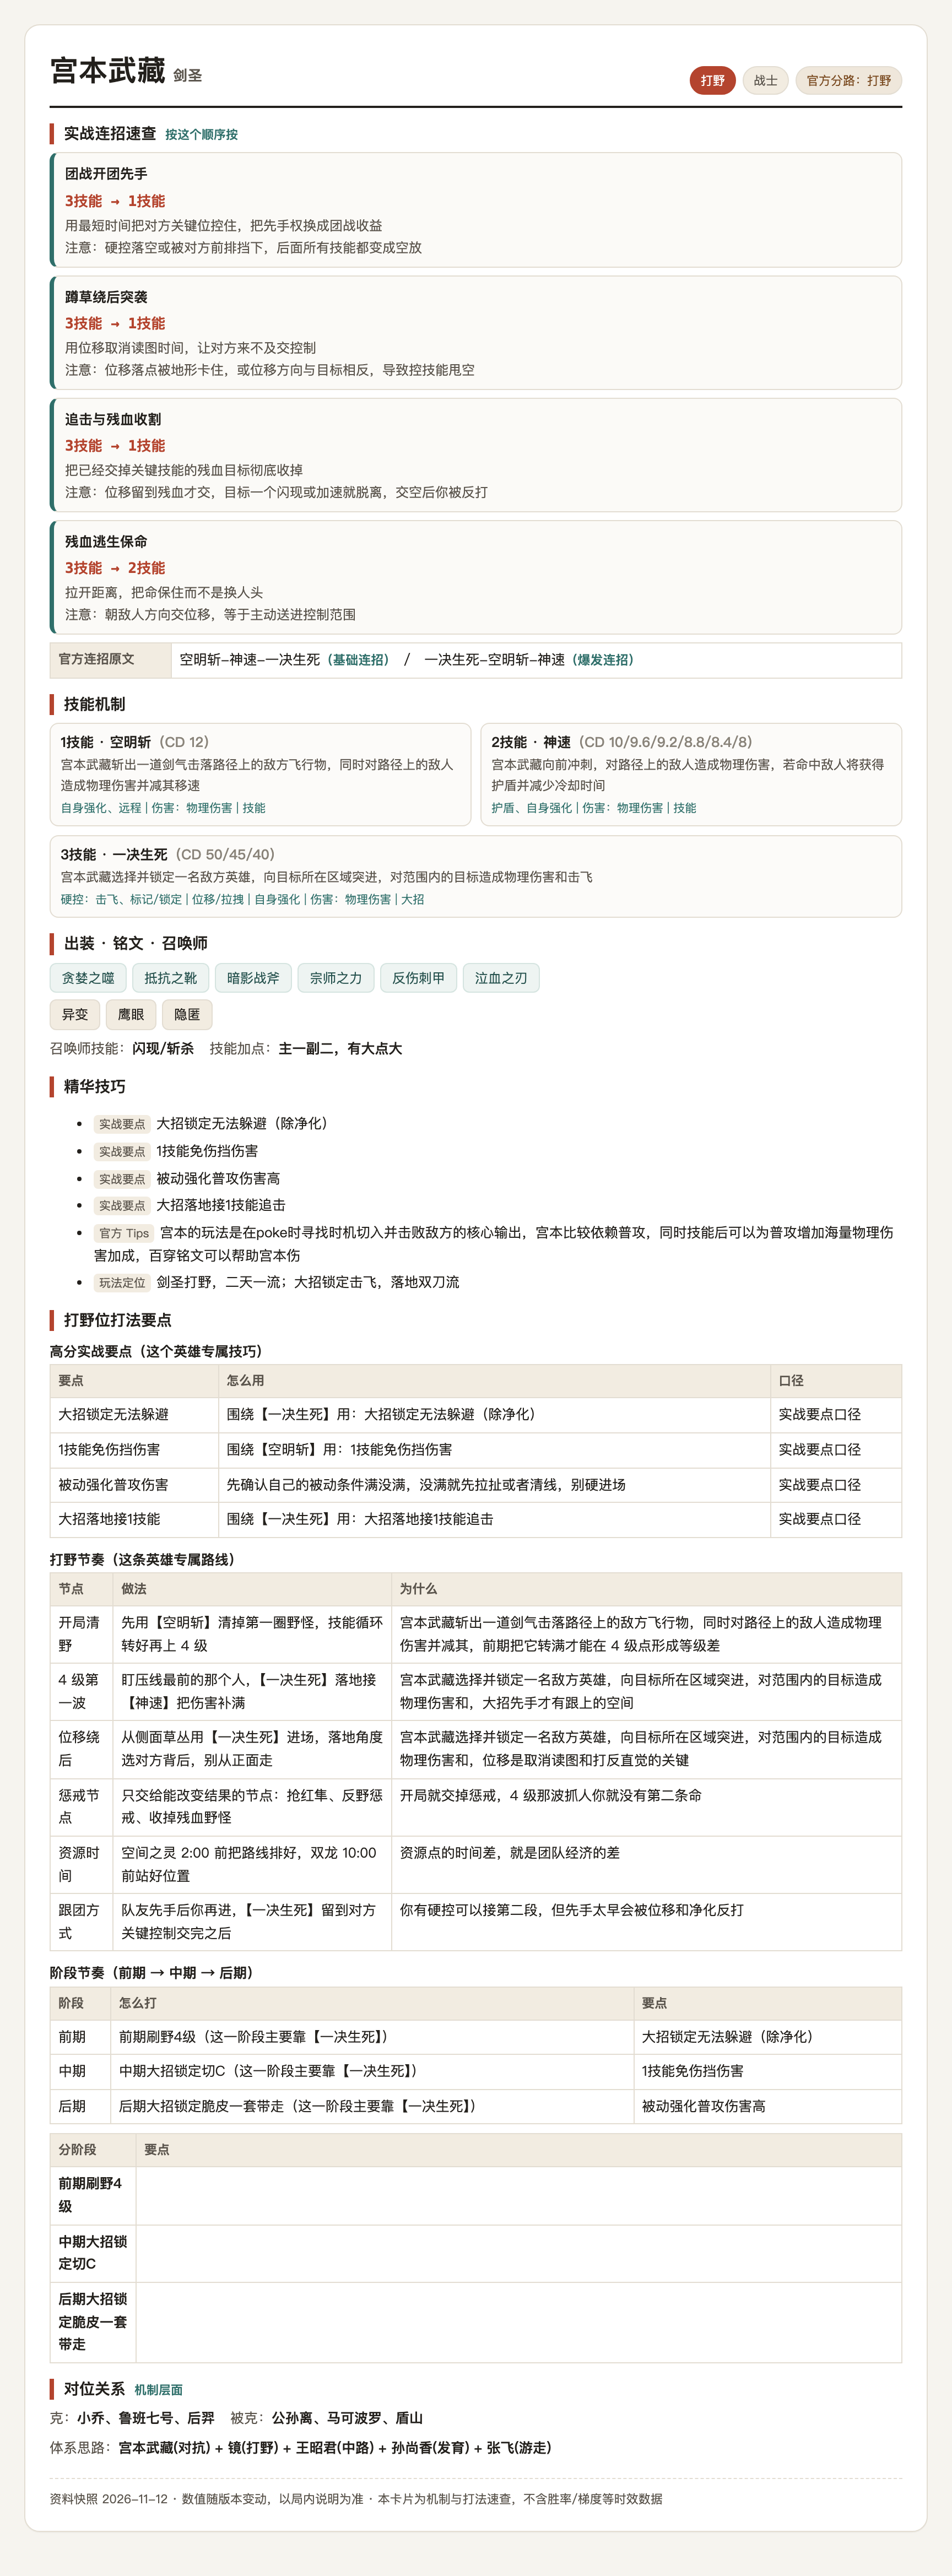 宫本武藏 剑圣
打野 战士 官方分路：打野
实战连招速查 按这个顺序按
团战开团先手
3技能 → 1技能
用最短时间把对方关键位控住，把先手权换成团战收益
注意：硬控落空或被对方前排挡下，后面所有技能都变成空放
蹲草绕后突袭
3技能 → 1技能
用位移取消读图时间，让对方来不及交控制
注意：位移落点被地形卡住，或位移方向与目标相反，导致控技能甩空
追击与残血收割
3技能 → 1技能
把已经交掉关键技能的残血目标彻底收掉
注意：位移留到残血才交，目标一个闪现或加速就脱离，交空后你被反打
残血逃生保命
3技能 → 2技能
拉开距离，把命保住而不是换人头
注意：朝敌人方向交位移，等于主动送进控制范围
官方连招原文 空明斩-神速-一决生死（基础连招） / 一决生死-空明斩-神速（爆发连招）
技能机制
1技能 · 空明斩（CD 12）
宫本武藏斩出一道剑气击落路径上的敌方飞行物，同时对路径上的敌人
造成物理伤害并减其移速
自身强化、远程 | 伤害：物理伤害 | 技能
2技能 · 神速（CD 10/9.6/9.2/8.8/8.4/8）
宫本武藏向前冲刺，对路径上的敌人造成物理伤害，若命中敌人将获得
护盾并减少冷却时间
护盾、自身强化 | 伤害：物理伤害 | 技能
3技能 · 一决生死（CD 50/45/40）
宫本武藏选择并锁定一名敌方英雄，向目标所在区域突进，对范围内的目标造成物理伤害和击飞
硬控：击飞、标记/锁定 | 位移/拉拽 | 自身强化 | 伤害：物理伤害 | 大招
出装 · 铭文 · 召唤师
贪婪之噬 抵抗之靴 暗影战斧 宗师之力 反伤刺甲 泣血之刃
异变 鹰眼 隐匿
召唤师技能：闪现/斩杀 技能加点：主一副二，有大点大
精华技巧
• 实战要点 大招锁定无法躲避（除净化）
• 实战要点 1技能免伤挡伤害
• 实战要点 被动强化普攻伤害高
• 实战要点 大招落地接1技能追击
• 官方 Tips 宫本的玩法是在poke时寻找时机切入并击败敌方的核心输出，宫本比较依赖普攻，同时技能后可以为普攻增加海量物理伤
害加成，百穿铭文可以帮助宫本伤
• 玩法定位 剑圣打野，二天一流；大招锁定击飞，落地双刀流
打野位打法要点
高分实战要点（这个英雄专属技巧）
要点 怎么用 口径
大招锁定无法躲避 围绕【一决生死】用：大招锁定无法躲避（除净化） 实战要点口径
1技能免伤挡伤害 围绕【空明斩】用：1技能免伤挡伤害 实战要点口径
被动强化普攻伤害 先确认自己的被动条件满没满，没满就先拉扯或者清线，别硬进场 实战要点口径
大招落地接1技能 围绕【一决生死】用：大招落地接1技能追击 实战要点口径
打野节奏（这条英雄专属路线）
节点 做法 为什么
开局清
野
先用【空明斩】清掉第一圈野怪，技能循环
转好再上 4 级
宫本武藏斩出一道剑气击落路径上的敌方飞行物，同时对路径上的敌人造成物理
伤害并减其，前期把它转满才能在 4 级点形成等级差
4 级第
一波
盯压线最前的那个人，【一决生死】落地接
【神速】把伤害补满
宫本武藏选择并锁定一名敌方英雄，向目标所在区域突进，对范围内的目标造成
物理伤害和，大招先手才有跟上的空间
位移绕
后
从侧面草丛用【一决生死】进场，落地角度
选对方背后，别从正面走
宫本武藏选择并锁定一名敌方英雄，向目标所在区域突进，对范围内的目标造成
物理伤害和，位移是取消读图和打反直觉的关键
惩戒节
点
只交给能改变结果的节点：抢红隼、反野惩
戒、收掉残血野怪
开局就交掉惩戒，4 级那波抓人你就没有第二条命
资源时
间
空间之灵 2:00 前把路线排好，双龙 10:00
前站好位置
资源点的时间差，就是团队经济的差
跟团方
式
队友先手后你再进，【一决生死】留到对方
关键控制交完之后
你有硬控可以接第二段，但先手太早会被位移和净化反打
阶段节奏（前期 → 中期 → 后期）
阶段 怎么打 要点
前期 前期刷野4级（这一阶段主要靠【一决生死】） 大招锁定无法躲避（除净化）
中期 中期大招锁定切C（这一阶段主要靠【一决生死】） 1技能免伤挡伤害
后期 后期大招锁定脆皮一套带走（这一阶段主要靠【一决生死】） 被动强化普攻伤害高
分阶段 要点
前期刷野4
级
中期大招锁
定切C
后期大招锁
定脆皮一套
带走
对位关系 机制层面
克：小乔、鲁班七号、后羿 被克：公孙离、马可波罗、盾山
体系思路：宫本武藏(对抗) + 镜(打野) + 王昭君(中路) + 孙尚香(发育) + 张飞(游走)
资料快照 2026-11-12 · 数值随版本变动，以局内说明为准 · 本卡片为机制与打法速查，不含胜率/梯度等时效数据